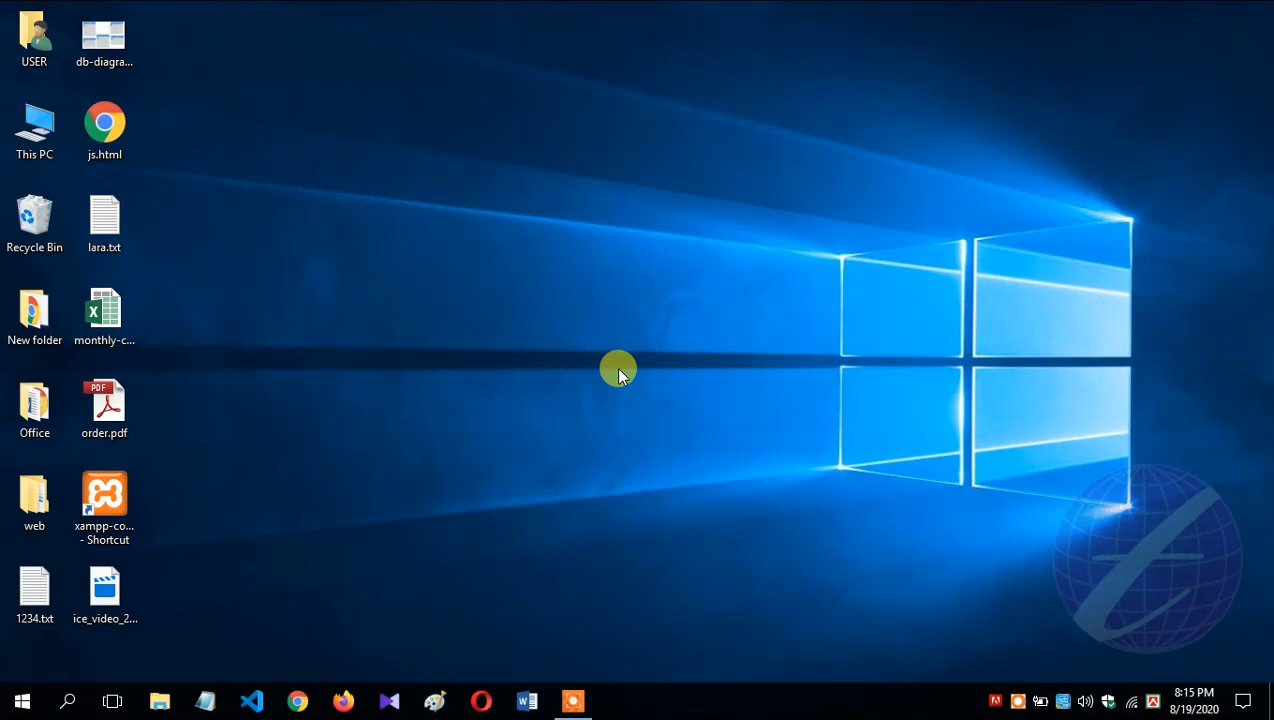 USER
db-diagra...
This PC
js.html
Recycle Bin
lara.txt
New folder
monthly-c...
Office
PDF
order.pdf
web
xampp-co...
- Shortcut
1234.txt
ice_video_2...
8:15 PM
8/19/2020